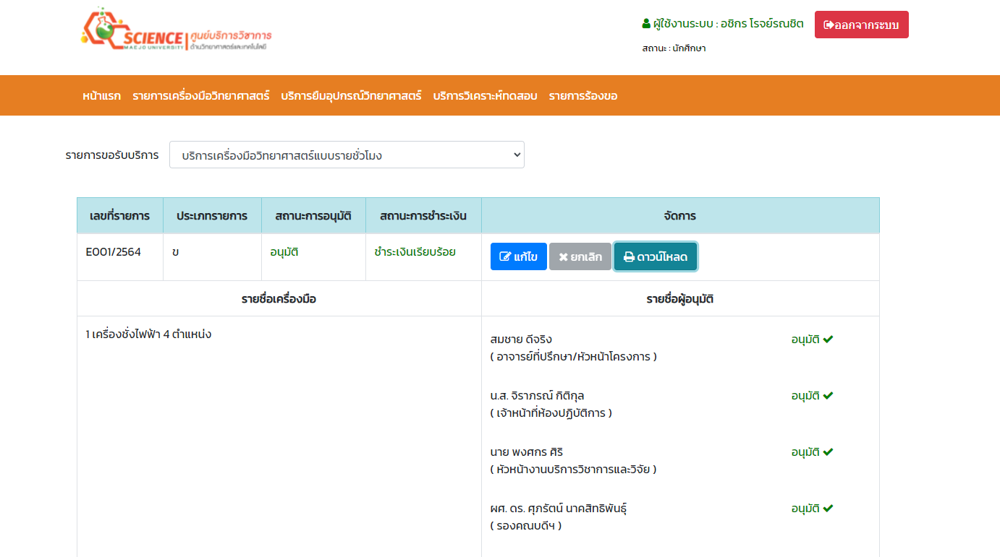 SCIENCE
MAEJO UNIVERSITY
ศูนย์บริการวิชาการ
ด้านวิทยาศาสตร์และเทคโนโลยี
ผู้ใช้งานระบบ : อชิกร โรจย์รณชิต
ออกจากระบบ
สถานะ : นักศึกษา
หน้าแรก รายการเครื่องมือวิทยาศาสตร์ บริการยืมอุปกรณ์วิทยาศาสตร์ บริการวิเคราะห์ทดสอบ รายการร้องขอ
รายการขอรับบริการ บริการเครื่องมือวิทยาศาสตร์แบบรายชั่วโมง
เลขที่รายการ ประเภทรายการ สถานะการอนุมัติ สถานะการชำระเงิน จัดการ
E001/2564 ข อนุมัติ ชำระเงินเรียบร้อย แก้ไข ยกเลิก ดาวน์โหลด
รายชื่อเครื่องมือ รายชื่อผู้อนุมัติ
1 เครื่องชั่งไฟฟ้า 4 ตำแหน่ง
สมชาย ดีจริง อนุมัติ
( อาจารย์ที่ปรึกษา/หัวหน้าโครงการ )
น.ส. จิราภรณ์ กิติกุล อนุมัติ
( เจ้าหน้าที่ห้องปฏิบัติการ )
นาย พงศกร ศิริ อนุมัติ
( หัวหน้างานบริการวิชาการและวิจัย )
ผศ. ดร. ศุภรัตน์ นาคสิทธิพันธุ์ อนุมัติ
( รองคณบดีฯ )